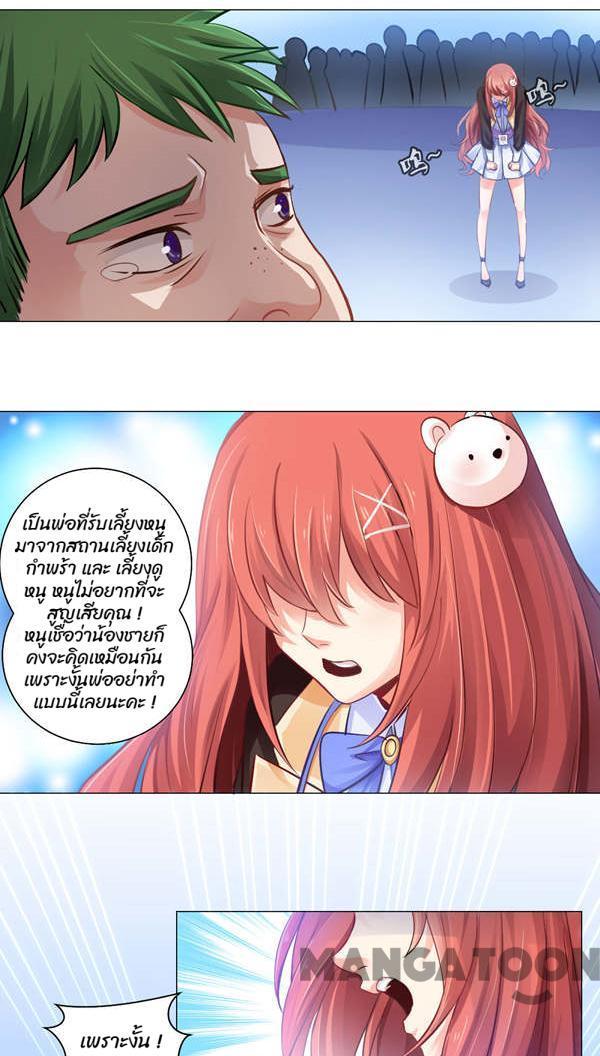 呜~
呜~
เป็นพ่อที่รับเลี้ยงหนู
มาจากสถานเลี้ยงเด็ก
กำพร้า และ เลี้ยงดู
หนู หนูไม่อยากที่จะ
สูญเสียคุณ !
หนูเชื่อว่าน้องชายก็
คงจะคิดเหมือนกัน
เพราะงั้นพ่ออย่าทำ
แบบนี้เลยนะคะ !
MANGATOON
เพราะงั้น !